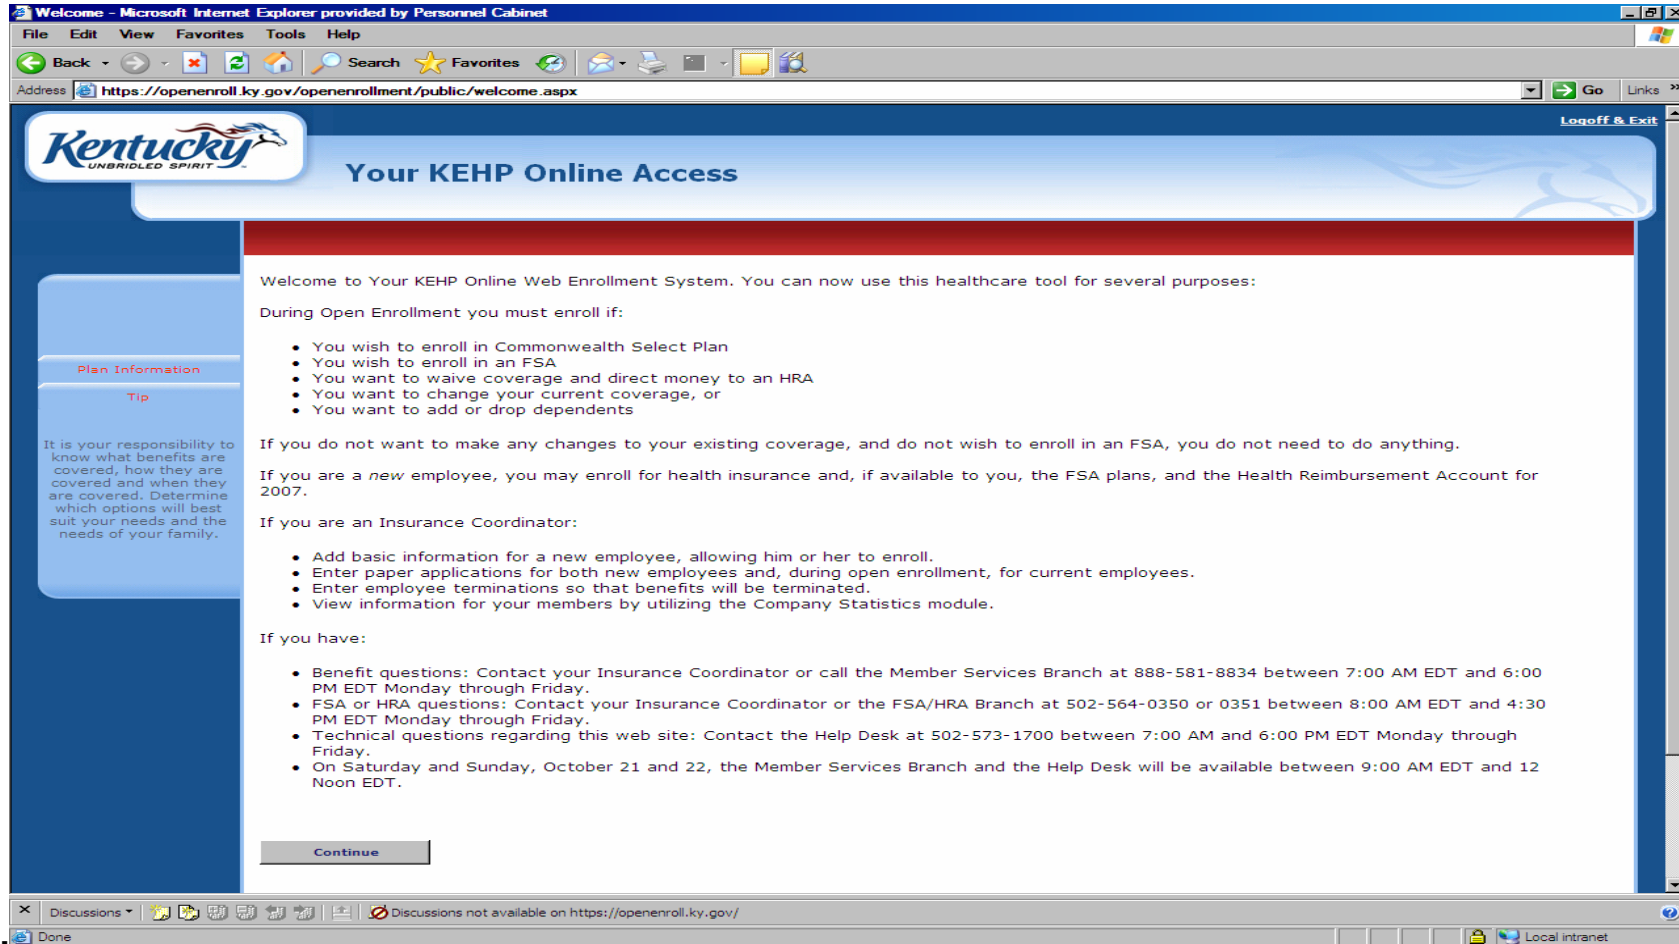 Welcome - Microsoft Internet Explorer provided by Personnel Cabinet
File Edit View Favorites Tools Help
Back Search Favorites
Address https://openenroll.ky.gov/openenrollment/public/welcome.aspx Go Links »
Logoff & Exit
Kentucky
UNBRIDLED SPIRIT
Your KEHP Online Access
Plan Information
Tip
It is your responsibility to
know what benefits are
covered, how they are
covered and when they
are covered. Determine
which options will best
suit your needs and the
needs of your family.
Welcome to Your KEHP Online Web Enrollment System. You can now use this healthcare tool for several purposes:
During Open Enrollment you must enroll if:
• You wish to enroll in Commonwealth Select Plan
• You wish to enroll in an FSA
• You want to waive coverage and direct money to an HRA
• You want to change your current coverage, or
• You want to add or drop dependents
If you do not want to make any changes to your existing coverage, and do not wish to enroll in an FSA, you do not need to do anything.
If you are a new employee, you may enroll for health insurance and, if available to you, the FSA plans, and the Health Reimbursement Account for
2007.
If you are an Insurance Coordinator:
• Add basic information for a new employee, allowing him or her to enroll.
• Enter paper applications for both new employees and, during open enrollment, for current employees.
• Enter employee terminations so that benefits will be terminated.
• View information for your members by utilizing the Company Statistics module.
If you have:
• Benefit questions: Contact your Insurance Coordinator or call the Member Services Branch at 888-581-8834 between 7:00 AM EDT and 6:00
PM EDT Monday through Friday.
• FSA or HRA questions: Contact your Insurance Coordinator or the FSA/HRA Branch at 502-564-0350 or 0351 between 8:00 AM EDT and 4:30
PM EDT Monday through Friday.
• Technical questions regarding this web site: Contact the Help Desk at 502-573-1700 between 7:00 AM and 6:00 PM EDT Monday through
Friday.
• On Saturday and Sunday, October 21 and 22, the Member Services Branch and the Help Desk will be available between 9:00 AM EDT and 12
Noon EDT.
Continue
Discussions Discussions not available on https://openenroll.ky.gov/
Done Local intranet